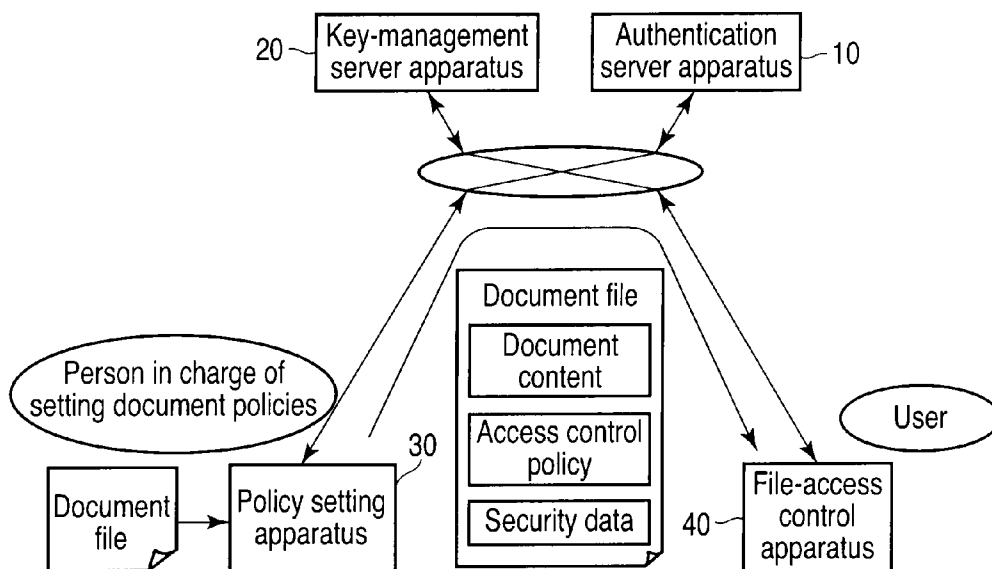 20
Key-management
server apparatus
Authentication
server apparatus
10
Document file
Document
content
Access control
policy
Security data
Person in charge of
setting document policies
User
30
Document
file
Policy setting
apparatus
40
File-access
control
apparatus